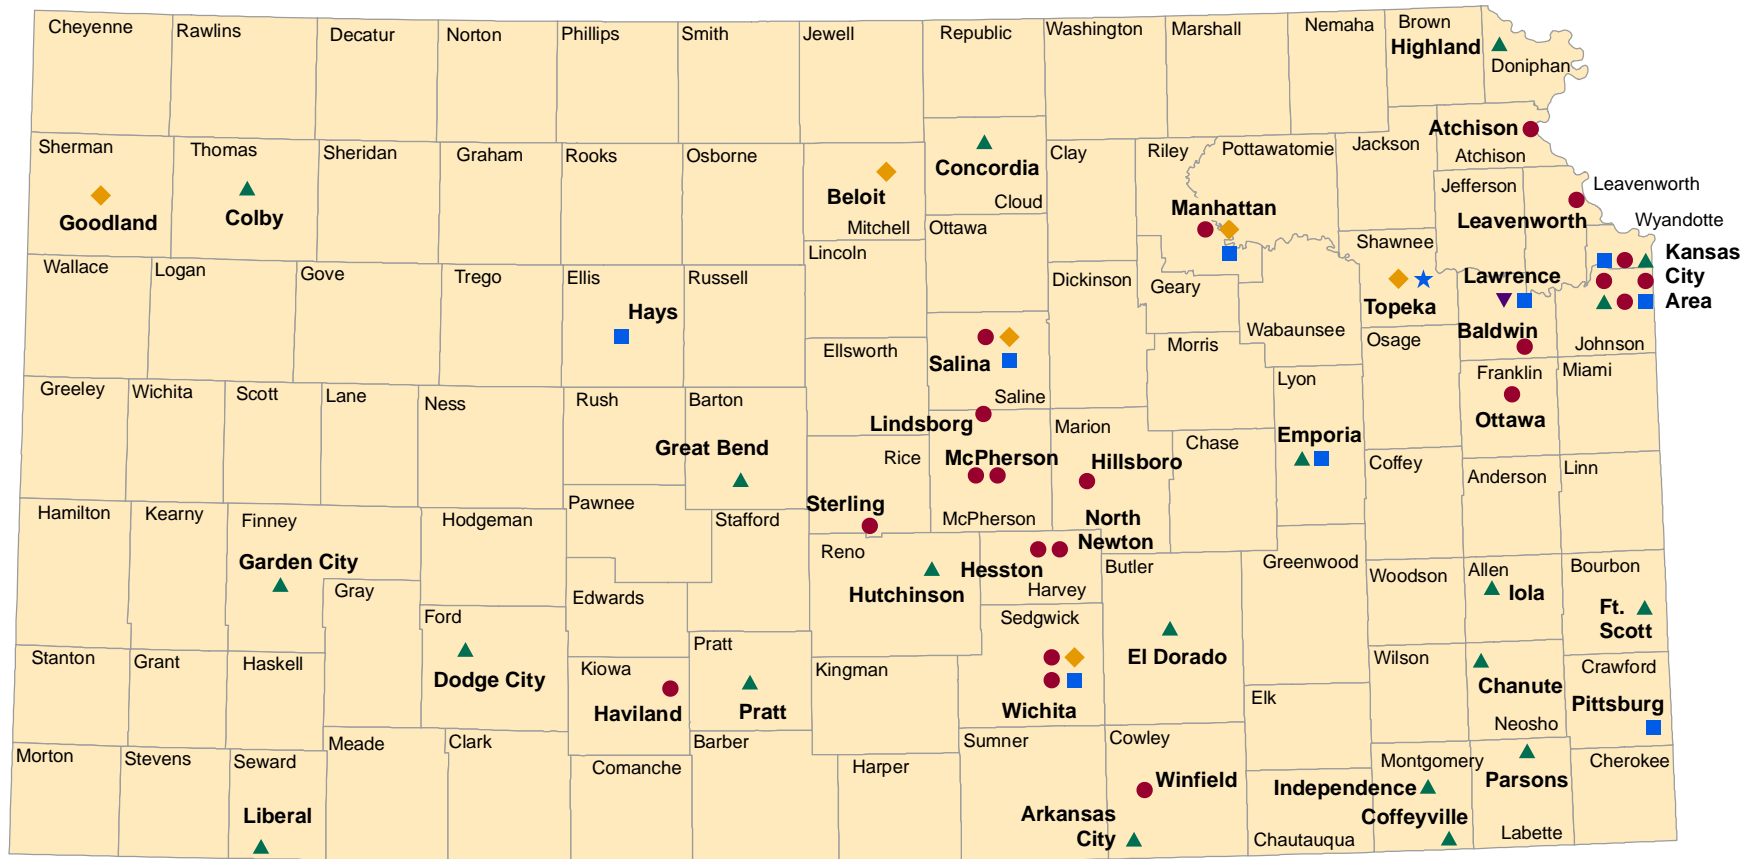 Cheyenne
Rawlins
Decatur
Norton
Phillips
Smith
Jewell
Republic
Washington
Marshall
Nemaha
Brown
Highland
Doniphan
Sherman
Goodland
Thomas
Colby
Sheridan
Graham
Rooks
Osborne
Beloit
Mitchell
Concordia
Cloud
Clay
Riley
Pottawatomie
Jackson
Atchison
Atchison
Jefferson
Leavenworth
Leavenworth
Wyandotte
Manhattan
Ottawa
Lincoln
Wallace
Logan
Gove
Trego
Ellis
Hays
Russell
Dickinson
Geary
Shawnee
Topeka
Lawrence
Kansas
City
Area
Baldwin
Johnson
Wabaunsee
Morris
Osage
Ellsworth
Salina
Saline
Greeley
Wichita
Scott
Lane
Ness
Rush
Barton
Great Bend
Rice
Sterling
Lindsborg
McPherson
McPherson
Marion
Hillsboro
Chase
Lyon
Emporia
Franklin
Ottawa
Miami
Coffey
Anderson
Linn
Hamilton
Kearny
Finney
Garden City
Hodgeman
Pawnee
Stafford
Reno
Hutchinson
North
Newton
Hesston
Harvey
Butler
El Dorado
Greenwood
Woodson
Allen
Iola
Bourbon
Ft.
Scott
Gray
Ford
Dodge City
Edwards
Stanton
Grant
Haskell
Kiowa
Haviland
Pratt
Pratt
Kingman
Sedgwick
Wichita
Elk
Wilson
Chanute
Neosho
Crawford
Pittsburg
Morton
Stevens
Seward
Liberal
Meade
Clark
Comanche
Barber
Harper
Sumner
Cowley
Winfield
Arkansas
City
Chautauqua
Montgomery
Independence
Coffeyville
Parsons
Labette
Cherokee